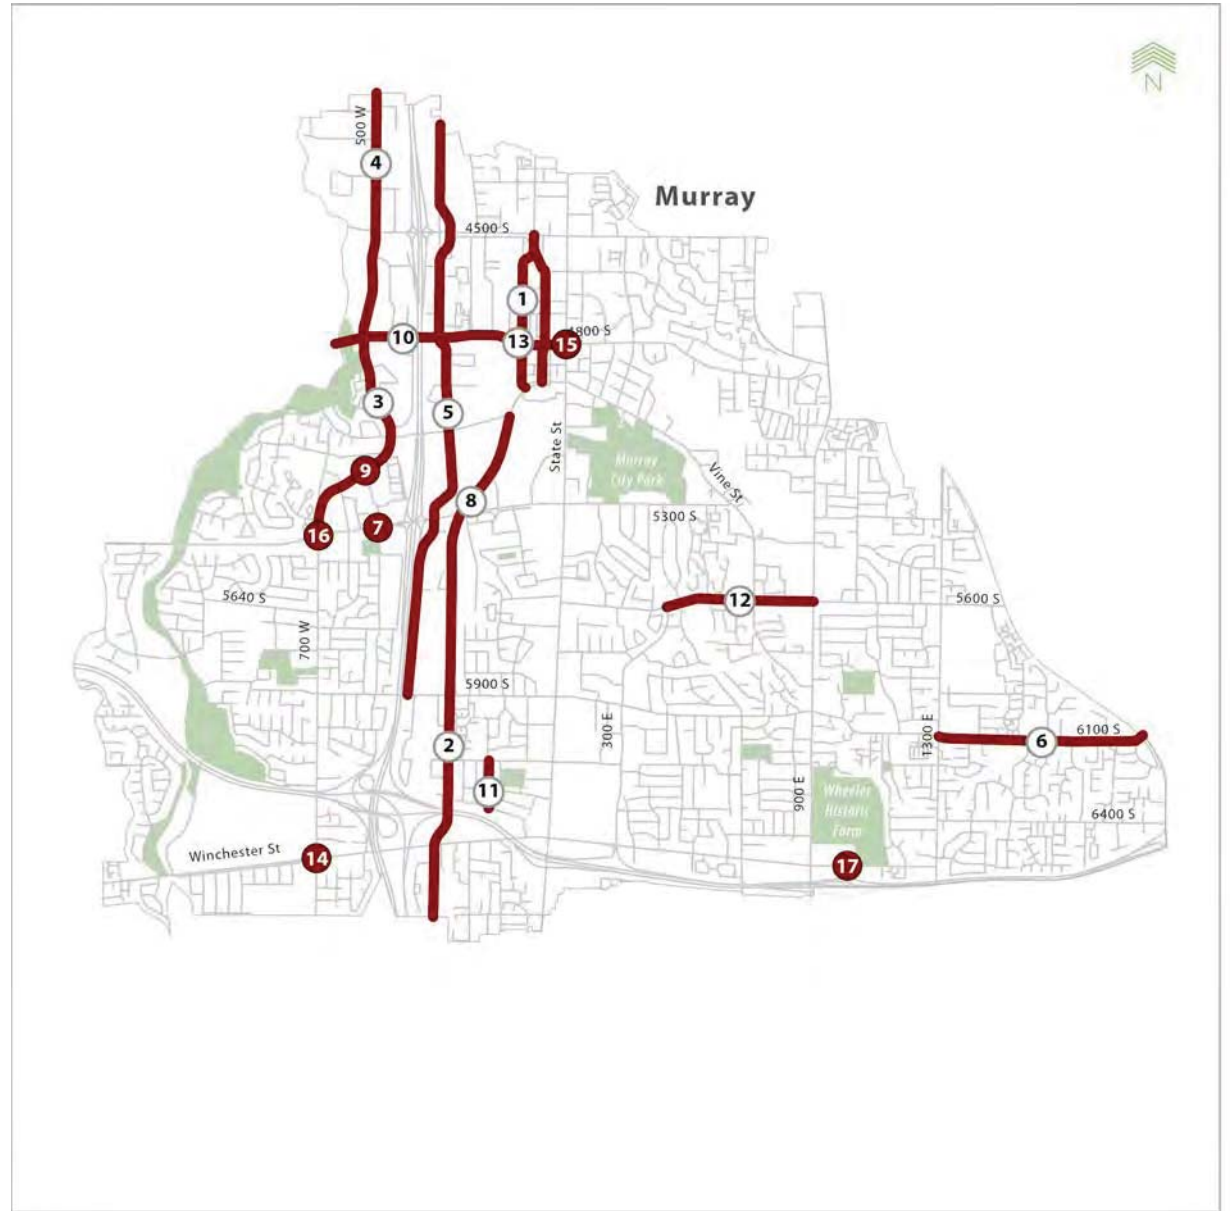 N
500 W
4
Murray
4500 S
1
10
13
15
4800 S
3
5
State St
9
Murray
City Park
Vine St
8
16
7
5300 S
5640 S
12
5600 S
700 W
5900 S
300 E
1300 E
6100 S
2
6
11
900 E
Wheeler
Historic
Farm
6400 S
Winchester St
14
17